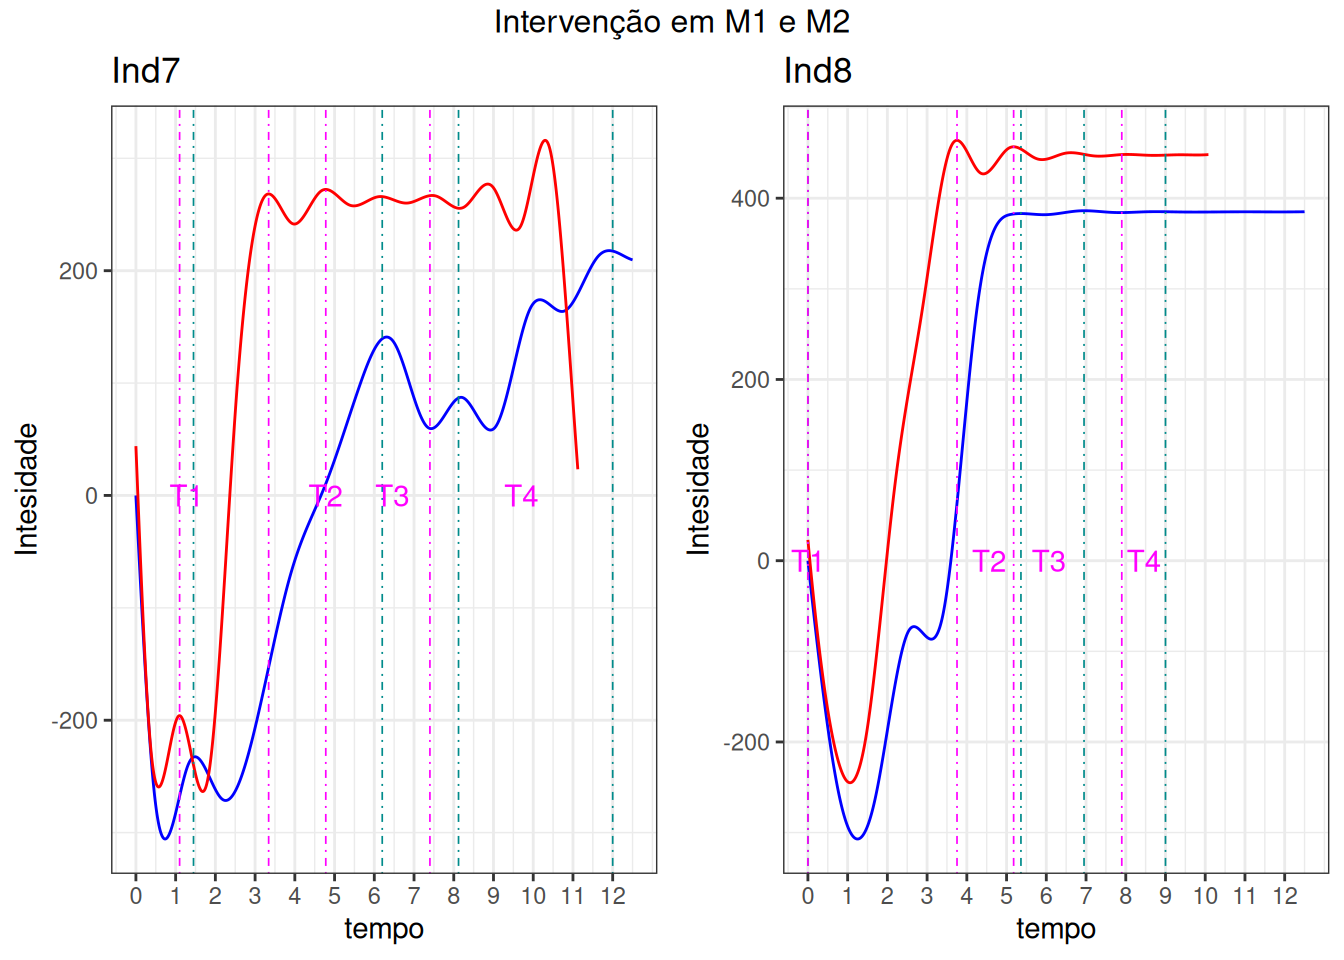 Intervenção em M1 e M2
Ind7
Ind8
Intesidade
200
0
-200
T1 T2 T3 T4
0 1 2 3 4 5 6 7 8 9 10 11 12
tempo
Intesidade
400
200
0
-200
T1 T2 T3 T4
0 1 2 3 4 5 6 7 8 9 10 11 12
tempo